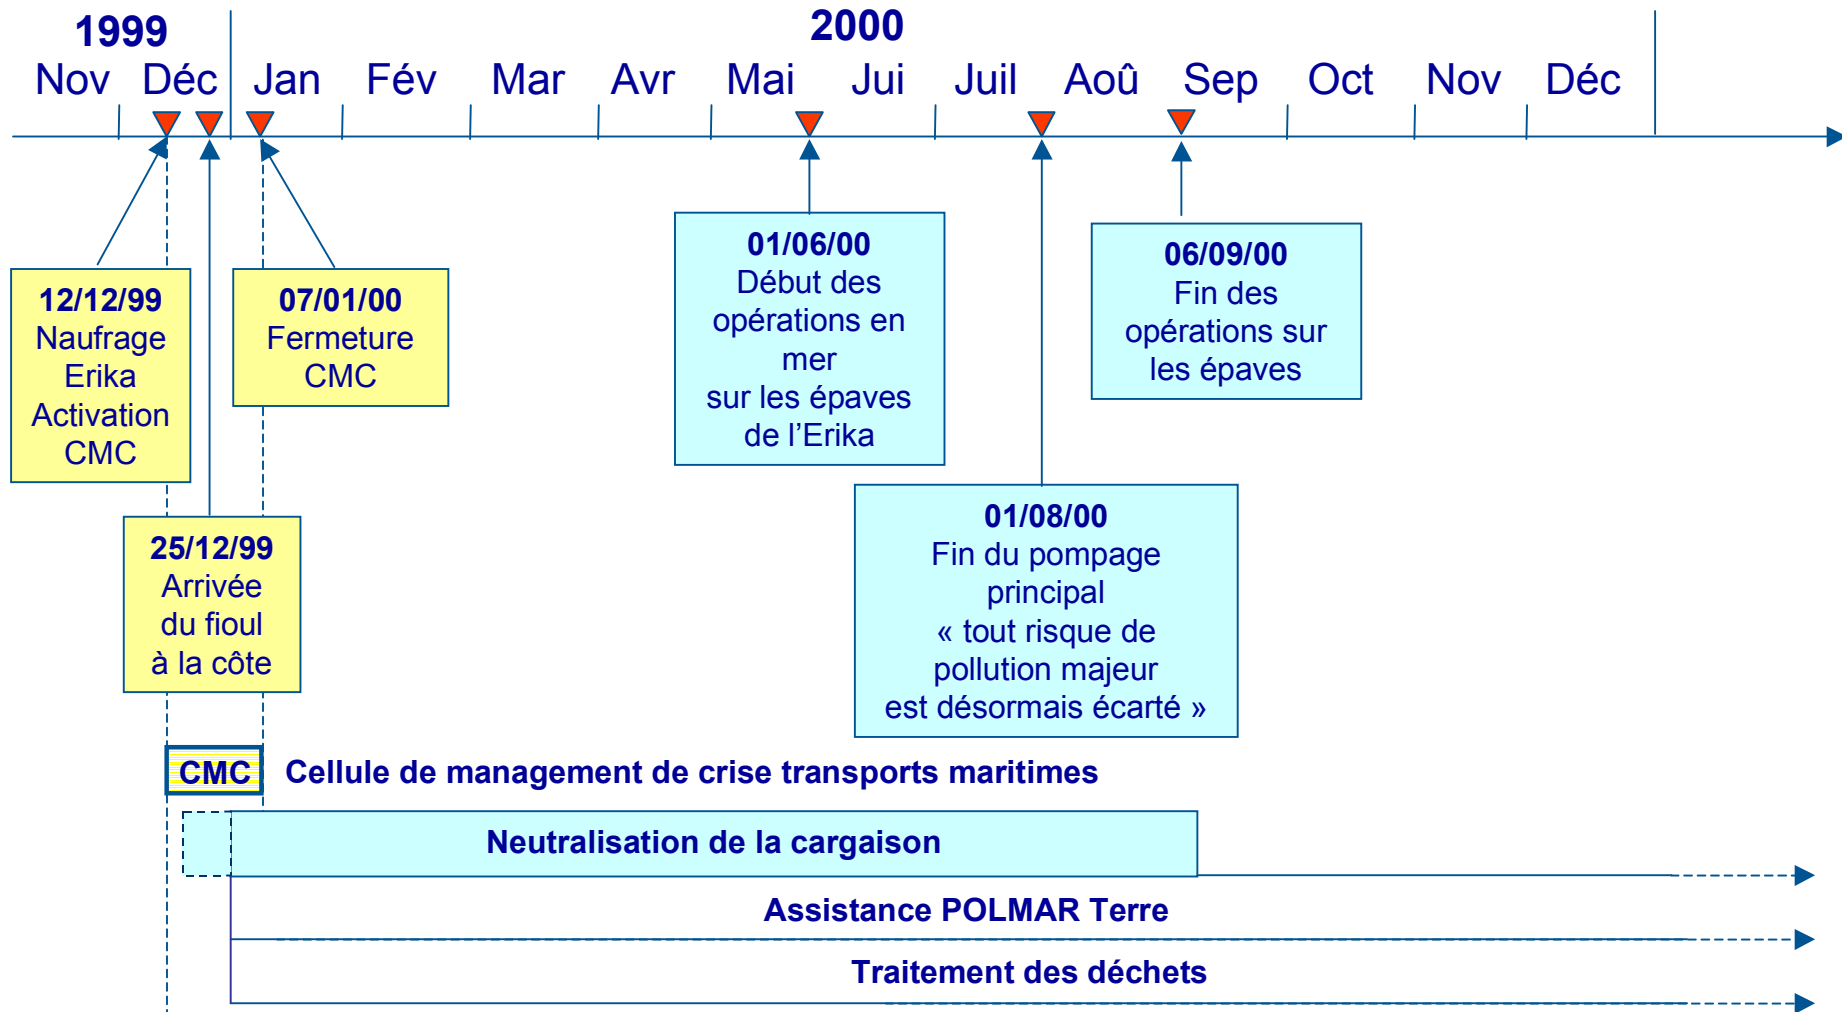 1999
2000
Nov Déc Jan Fév Mar Avr Mai Jui Juil Aoû Sep Oct Nov Déc
12/12/99
Naufrage
Erika
Activation
CMC
07/01/00
Fermeture
CMC
25/12/99
Arrivée
du fioul
à la côte
01/06/00
Début des
opérations en
mer
sur les épaves
de l’Erika
01/08/00
Fin du pompage
principal
« tout risque de
pollution majeur
est désormais écarté »
06/09/00
Fin des
opérations sur
les épaves
CMC Cellule de management de crise transports maritimes
Neutralisation de la cargaison
Assistance POLMAR Terre
Traitement des déchets